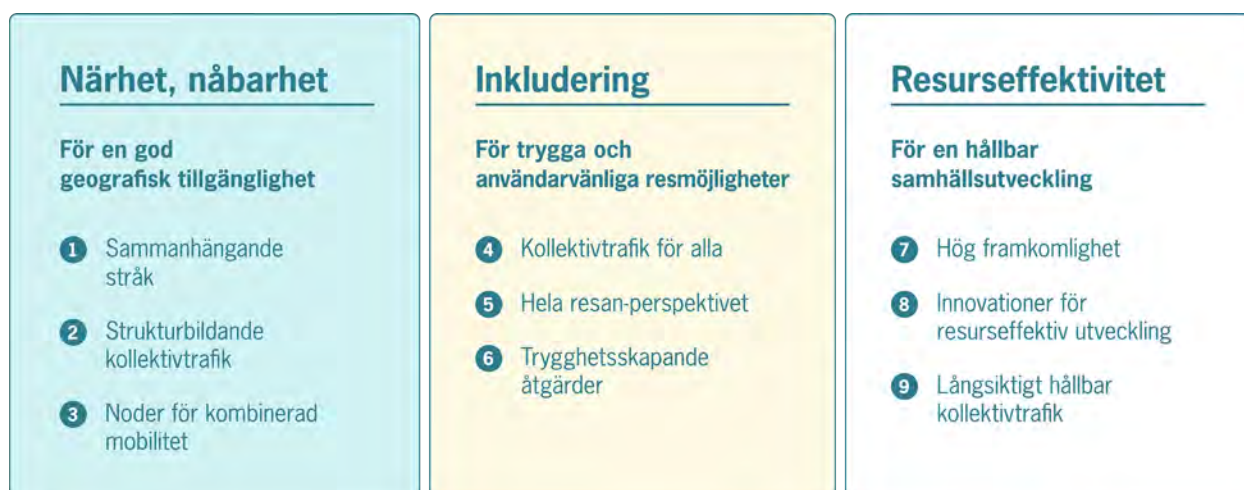 Närhet, nåbarhet
För en god
geografisk tillgänglighet
1 Sammanhängande
stråk
2 Strukturbildande
kollektivtrafik
3 Noder för kombinerad
mobilitet
Inkludering
För trygga och
användarvänliga resmöjligheter
4 Kollektivtrafik för alla
5 Hela resan-perspektivet
6 Trygghetsskapande
åtgärder
Resurseffektivitet
För en hållbar
samhällsutveckling
7 Hög framkomlighet
8 Innovationer för
resurseffektiv utveckling
9 Långsiktigt hållbar
kollektivtrafik